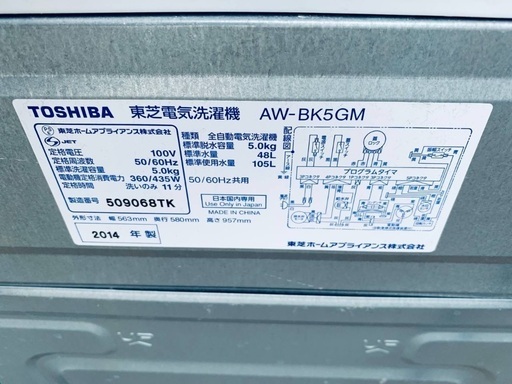 TOSHIBA 東芝電気洗濯機 AW-BK5GM
東芝ホームアプライアンス株式会社
JET
定格電圧 100V
定格周波数 50/60Hz
標準洗濯容量 5.0kg
電動機定格消費電力 360/435W
定格時間 洗いのみ 11分
製造番号 509068TK
種類 全自動電気洗濯機
標準脱水容量 5.0kg
標準水量 48L
標準使用水量 105L
50/60Hz共用
日本国内専用
Use Only in Japan
MADE IN CHINA
外形寸法 幅 563mm 奥行 580mm 高さ 957mm
2014 年製
配線図
プログラムタイマ
東芝ホームアプライアンス株式会社